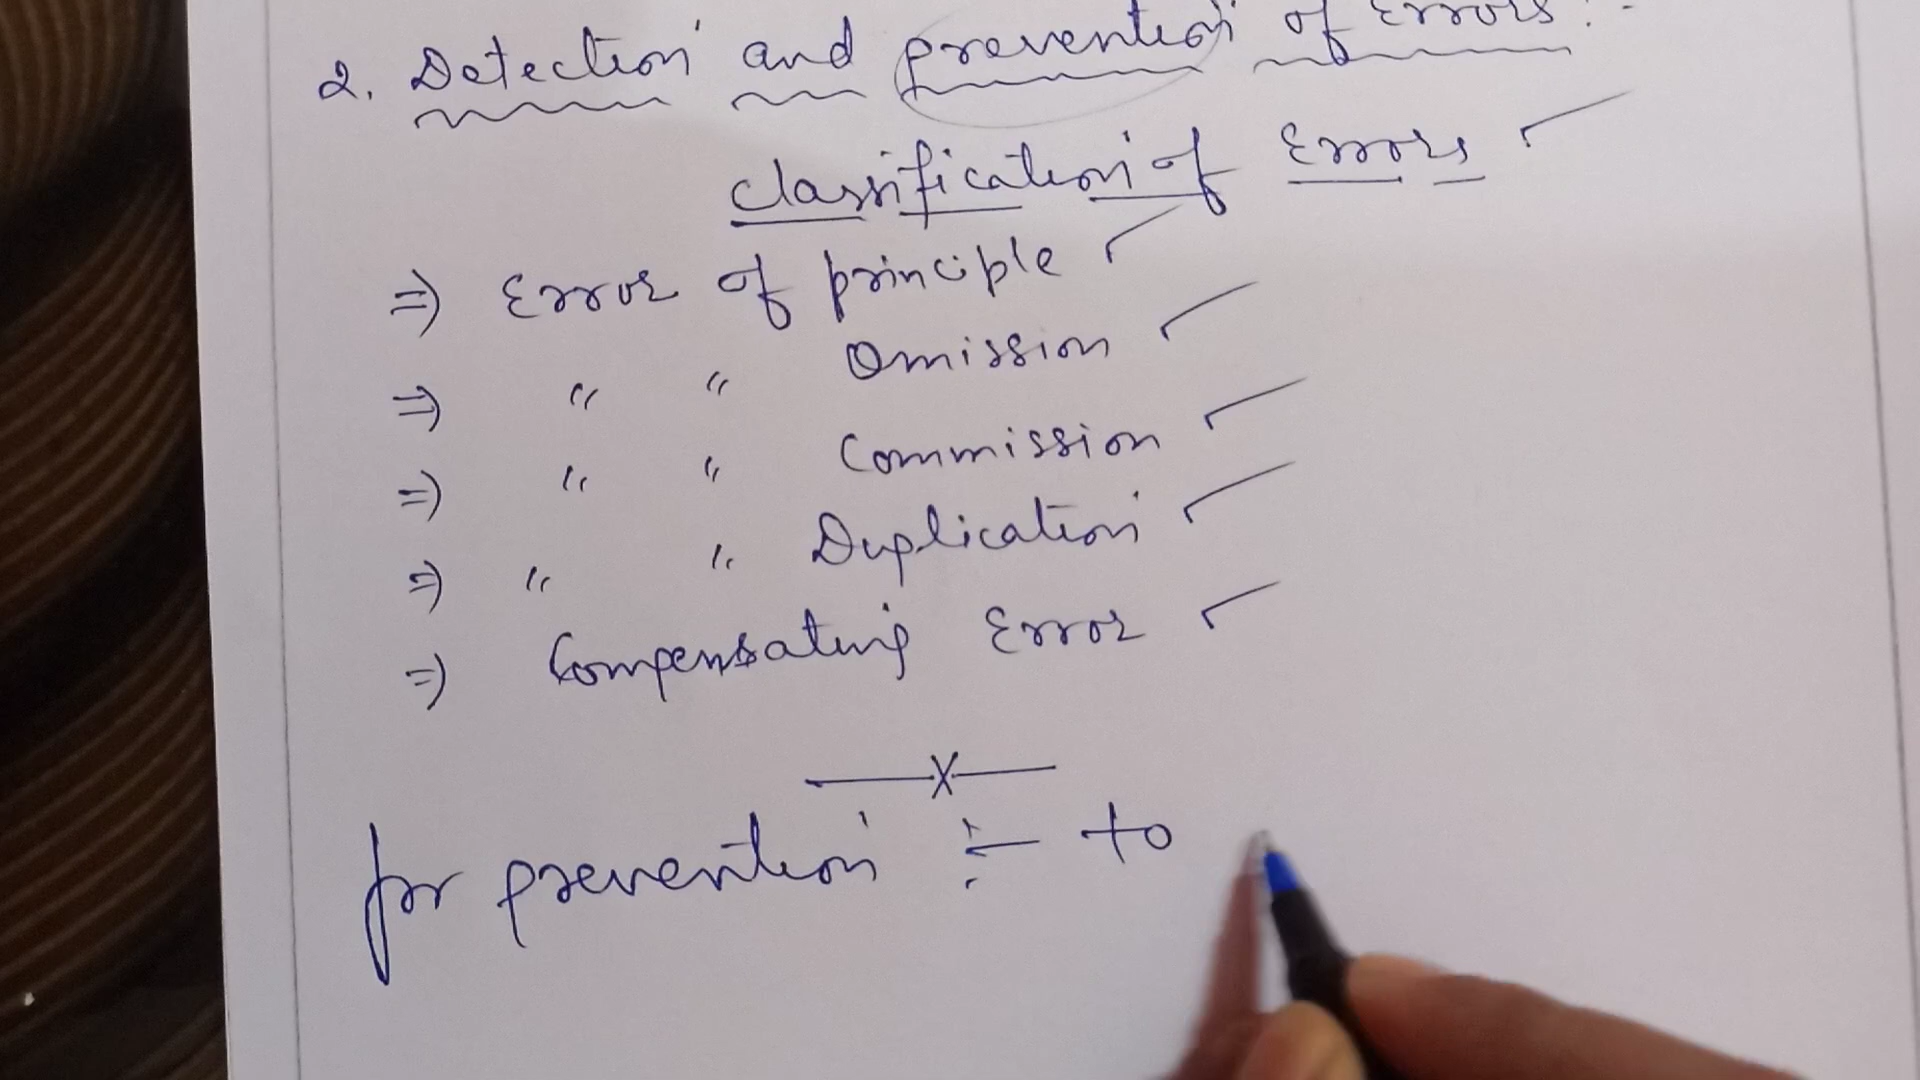 2. Detection and prevention of Errors:-
Classification of Errors
⇒ Error of principle
⇒ " " Omission
⇒ " " Commission
⇒ " " Duplication
⇒ Compensating Error
—x—
for prevention :- to